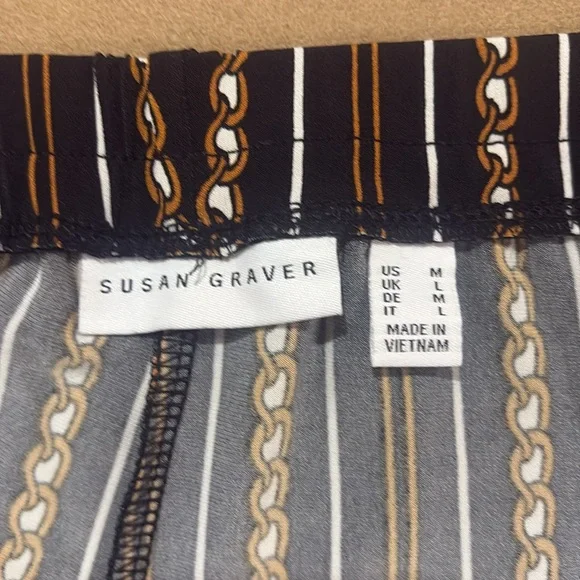 SUSAN GRAVER
US M
UK L
DE M
IT L
MADE IN
VIETNAM